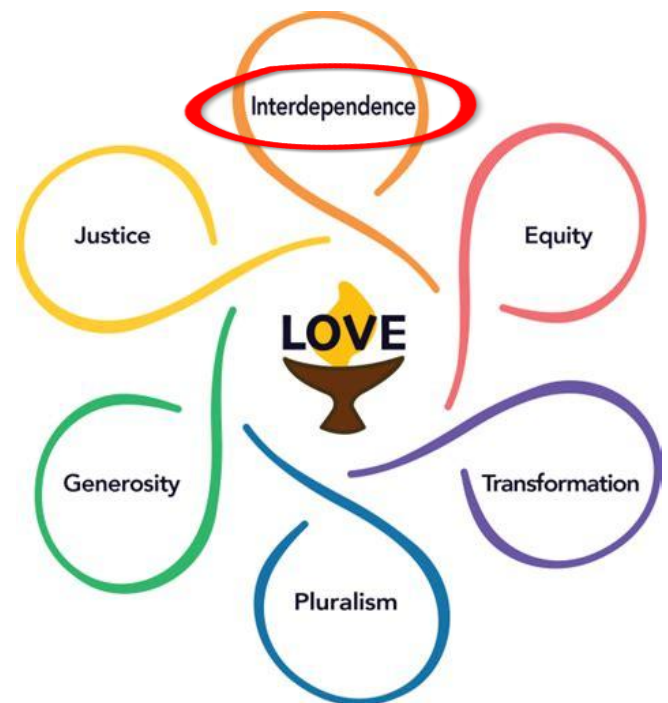 Interdependence
Justice
Equity
LOVE
Generosity
Transformation
Pluralism